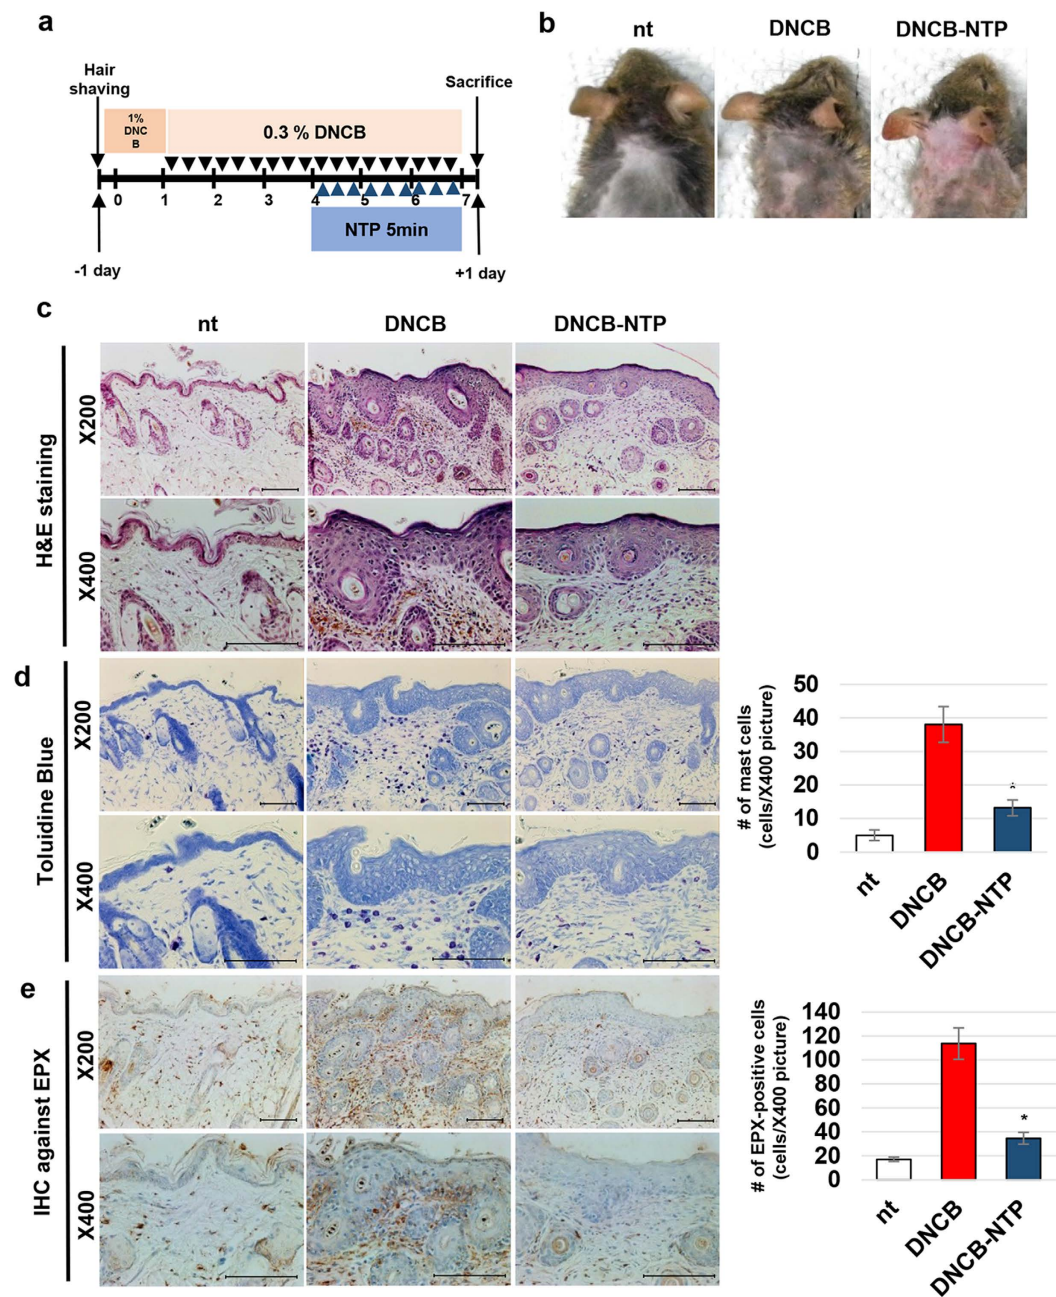 a
Hair
shaving
Sacrifice
1%
DNC
B
0.3 % DNCB
0
1
2
3
4
5
6
7
NTP 5min
-1 day
+1 day
b
nt
DNCB
DNCB-NTP
c
nt
DNCB
DNCB-NTP
H&E staining
X200
X400
d
Toluidine Blue
X200
X400
# of mast cells
(cells/X400 picture)
50
40
30
20
10
0
*
nt
DNCB
DNCB-NTP
e
IHC against EPX
X200
X400
# of EPX-positive cells
(cells/X400 picture)
140
120
100
80
60
40
20
0
*
nt
DNCB
DNCB-NTP